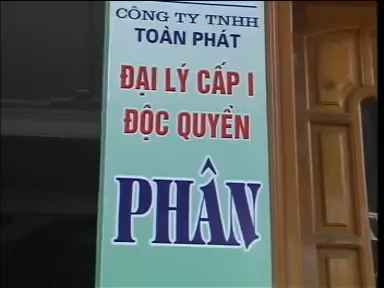 CÔNG TY TNHH
TOÀN PHÁT
ĐẠI LÝ CẤP I
ĐỘC QUYỀN
PHÂN